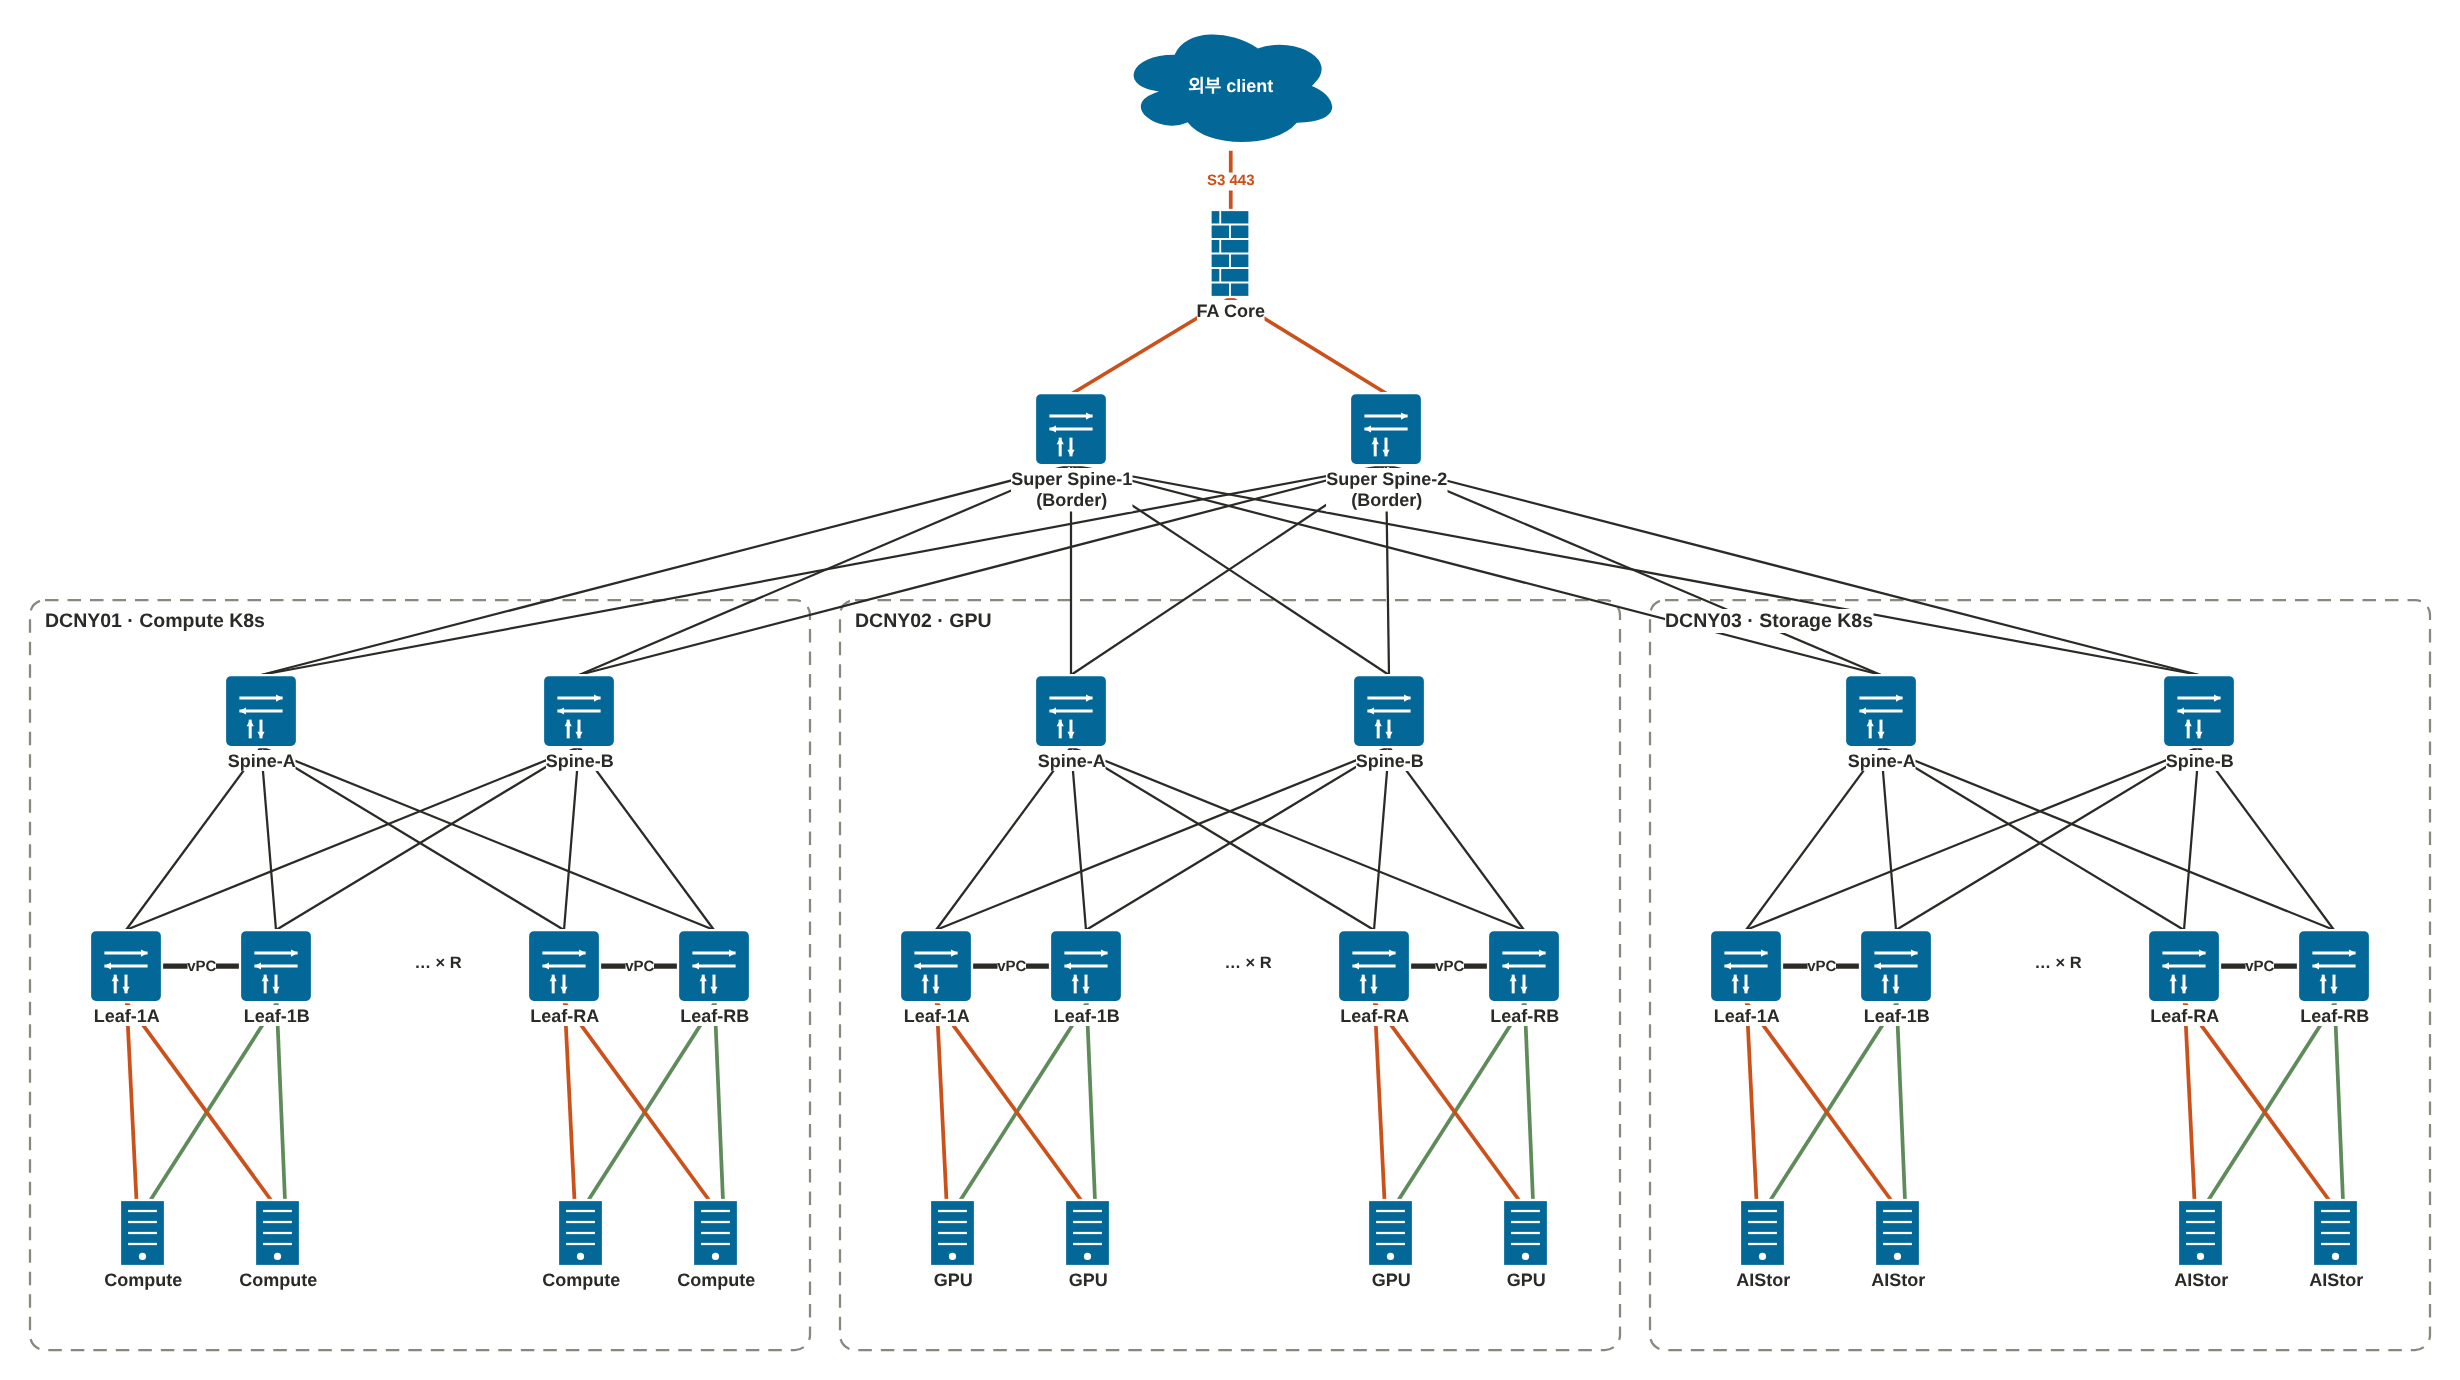 외부 client
S3 443
FA Core
Super Spine-1
(Border)
Super Spine-2
(Border)
DCNY01 · Compute K8s
DCNY02 · GPU
DCNY03 · Storage K8s
Spine-A
Spine-B
Spine-A
Spine-B
Spine-A
Spine-B
vPC
… × R
vPC
vPC
… × R
vPC
vPC
… × R
vPC
Leaf-1A
Leaf-1B
Leaf-RA
Leaf-RB
Leaf-1A
Leaf-1B
Leaf-RA
Leaf-RB
Leaf-1A
Leaf-1B
Leaf-RA
Leaf-RB
Compute
Compute
Compute
Compute
GPU
GPU
GPU
GPU
AIStor
AIStor
AIStor
AIStor